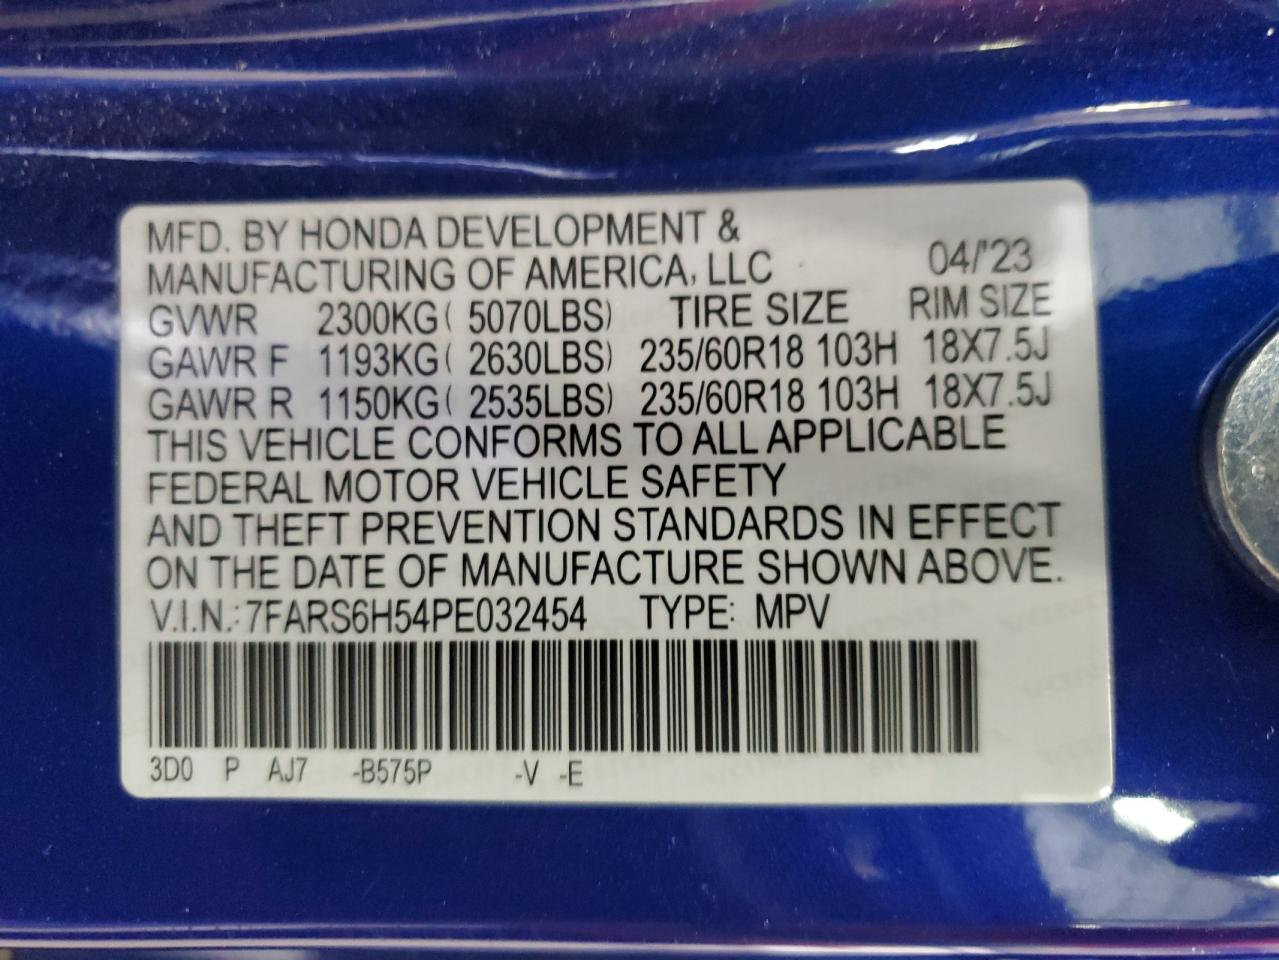 MFD. BY HONDA DEVELOPMENT &
MANUFACTURING OF AMERICA, LLC 04/'23
GVWR 2300KG( 5070LBS) TIRE SIZE RIM SIZE
GAWR F 1193KG( 2630LBS) 235/60R18 103H 18X7.5J
GAWR R 1150KG( 2535LBS) 235/60R18 103H 18X7.5J
THIS VEHICLE CONFORMS TO ALL APPLICABLE
FEDERAL MOTOR VEHICLE SAFETY
AND THEFT PREVENTION STANDARDS IN EFFECT
ON THE DATE OF MANUFACTURE SHOWN ABOVE.
V.I.N.: 7FARS6H54PE032454 TYPE: MPV
3D0 P AJ7 -B575P -V -E